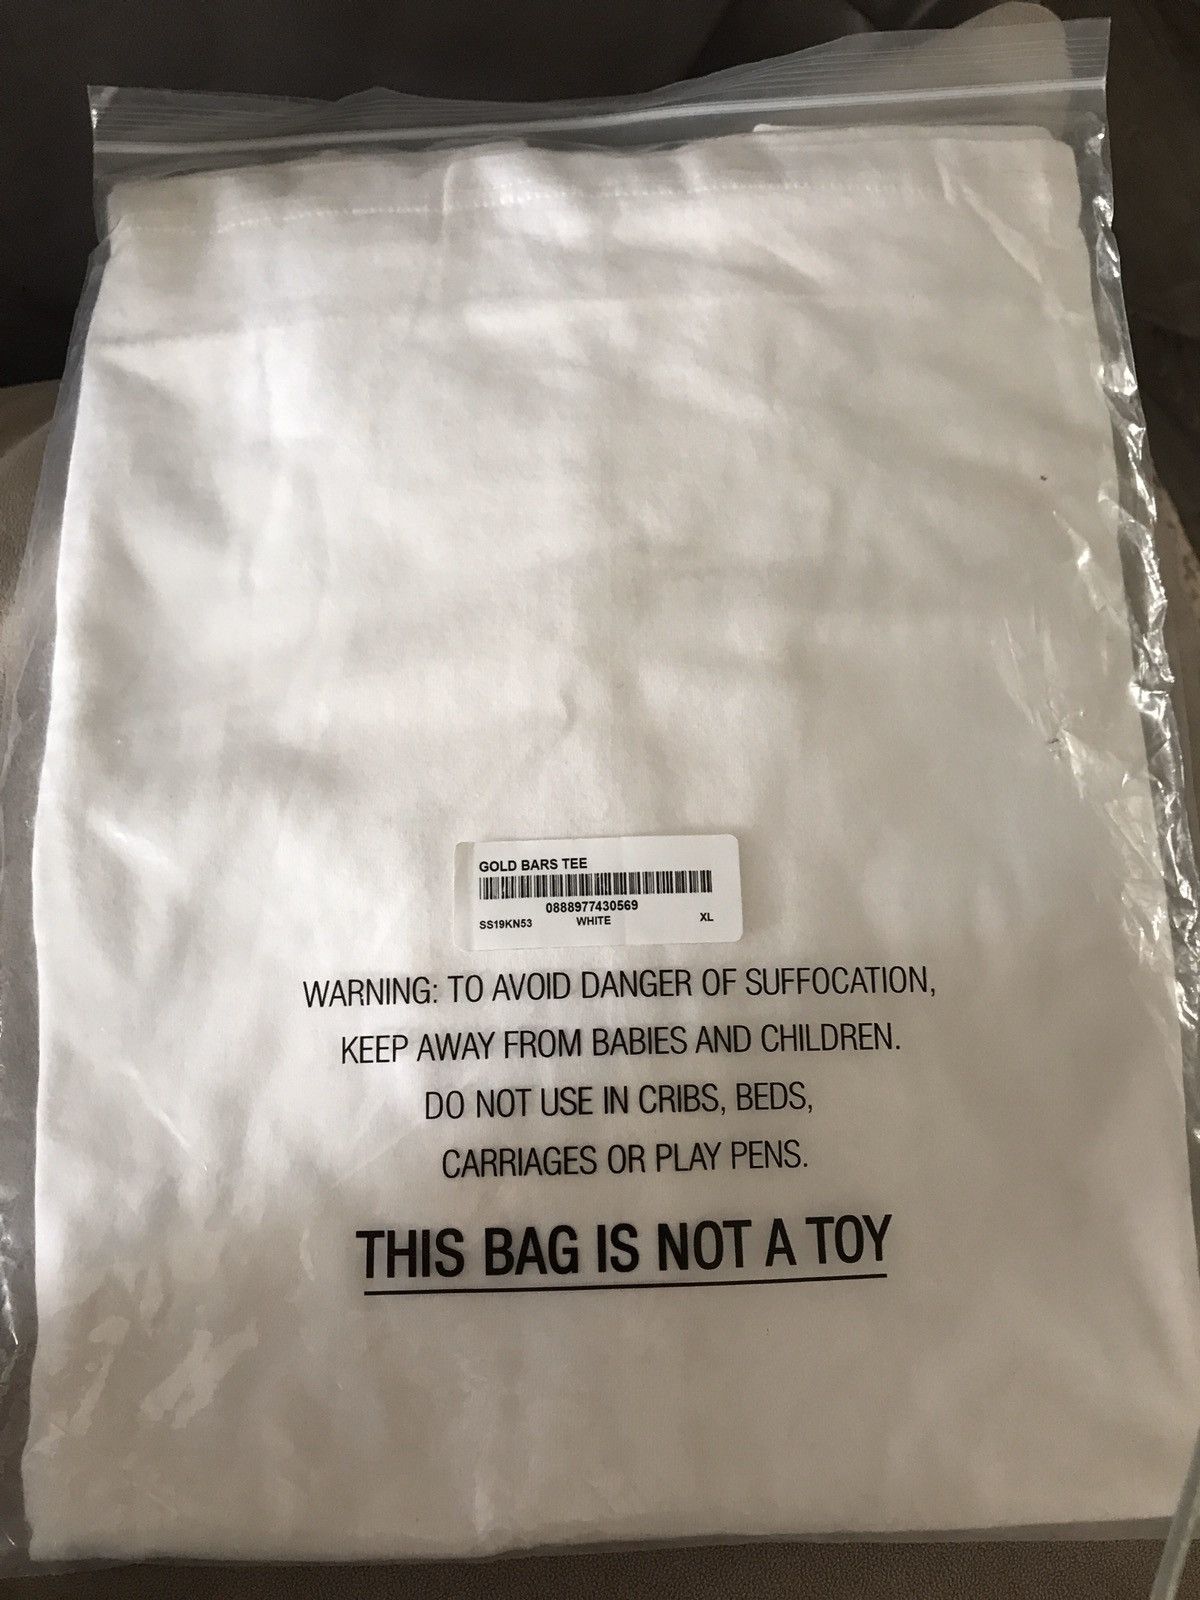 GOLD BARS TEE
0888977430569
SS19KN53 WHITE XL
WARNING: TO AVOID DANGER OF SUFFOCATION,
KEEP AWAY FROM BABIES AND CHILDREN.
DO NOT USE IN CRIBS, BEDS,
CARRIAGES OR PLAY PENS.
THIS BAG IS NOT A TOY